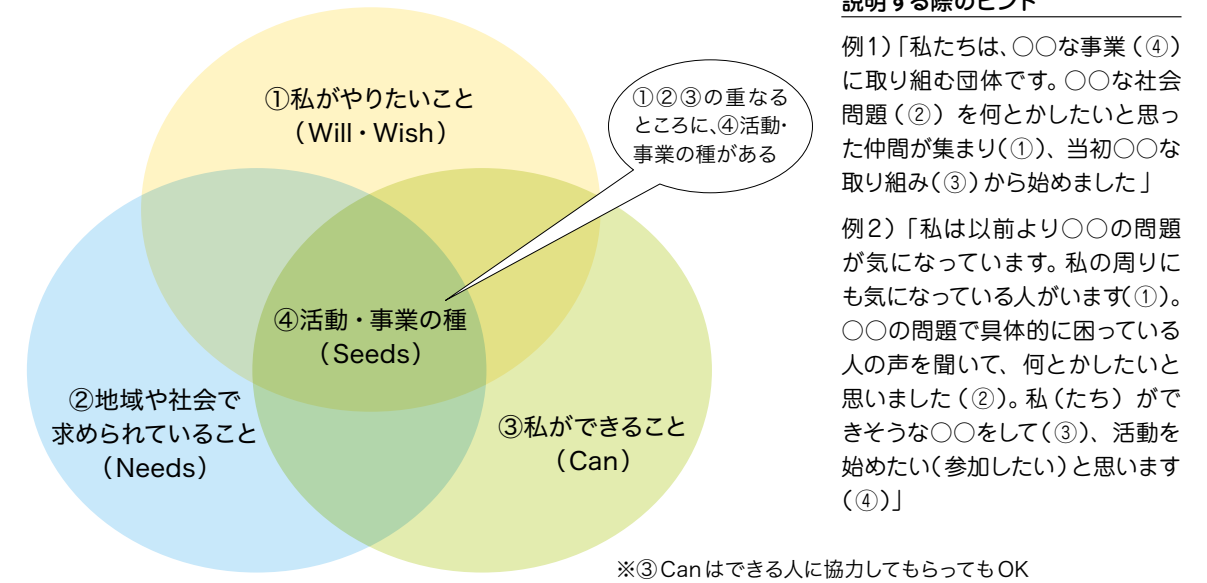 ①私がやりたいこと
（Will・Wish）
①②③の重なる
ところに、④活動・
事業の種がある
④活動・事業の種
（Seeds）
②地域や社会で
求められていること
（Needs）
③私ができること
（Can）
説明する際のヒント
例1）「私たちは、○○な事業（④）
に取り組む団体です。○○な社会
問題（②）を何とかしたいと思っ
た仲間が集まり（①）、当初○○な
取り組み（③）から始めました」
例2）「私は以前より○○の問題
が気になっています。私の周りに
も気になっている人がいます（①）。
○○の問題で具体的に困っている
人の声を聞いて、何とかしたいと
思いました（②）。私（たち）がで
きそうな○○をして（③）、活動を
始めたい（参加したい）と思います
（④）」
※③Canはできる人に協力してもらってもOK